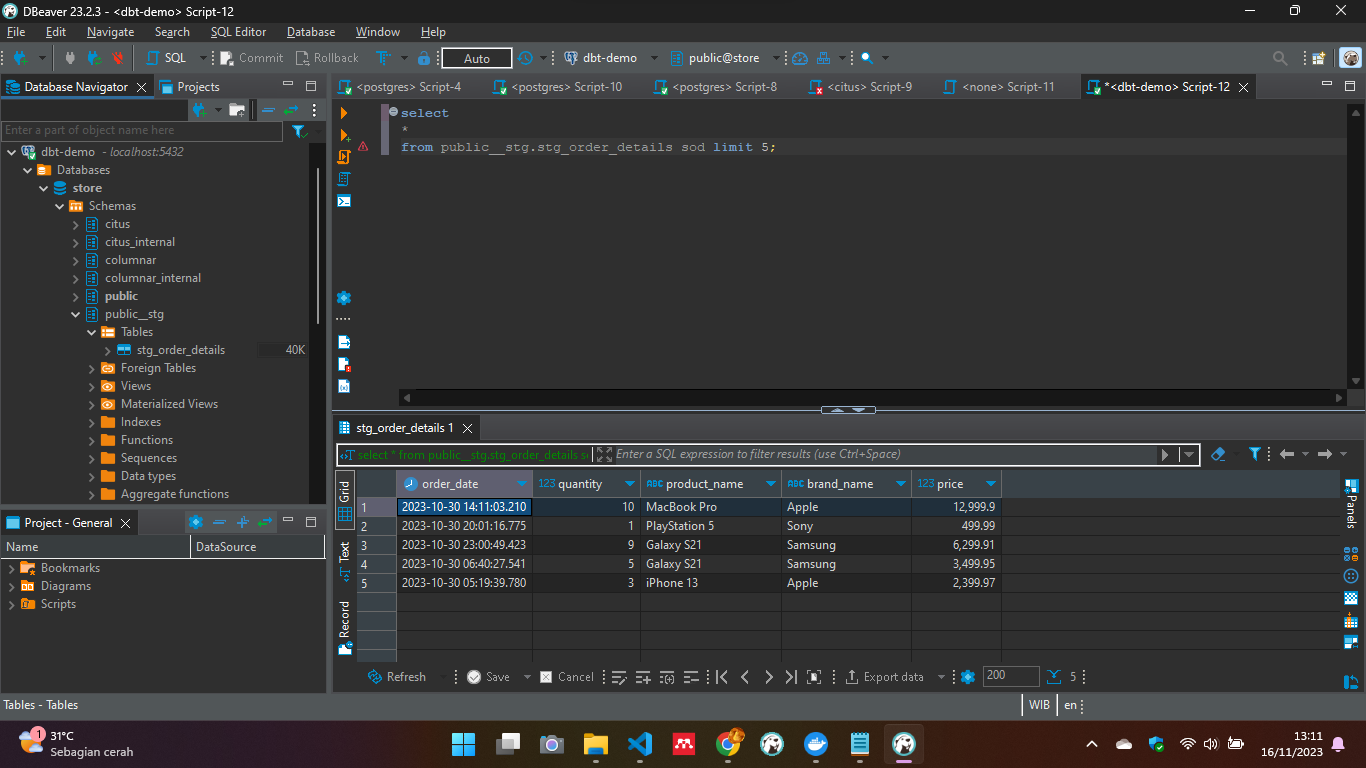 DBeaver 23.2.3 - <dbt-demo> Script-12
File Edit Navigate Search SQL Editor Database Window Help
SQL Commit Rollback Auto dbt-demo public@store
Database Navigator Projects
<postgres> Script-4 <postgres> Script-10 <postgres> Script-8 <citus> Script-9 <none> Script-11 *<dbt-demo> Script-12
Enter a part of object name here
dbt-demo - localhost:5432
Databases
store
Schemas
citus
citus_internal
columnar
columnar_internal
public
public__stg
Tables
stg_order_details 40K
Foreign Tables
Views
Materialized Views
Indexes
Functions
Sequences
Data types
Aggregate functions
select
*
from public__stg.stg_order_details sod limit 5;
Project - General
Name DataSource
Bookmarks
Diagrams
Scripts
stg_order_details 1
select * from public__stg.stg_order_details s Enter a SQL expression to filter results (use Ctrl+Space)
Grid
Text
Record
Panels
order_date 123 quantity ABC product_name ABC brand_name 123 price
1 2023-10-30 14:11:03.210 10 MacBook Pro Apple 12,999.9
2 2023-10-30 20:01:16.775 1 PlayStation 5 Sony 499.99
3 2023-10-30 23:00:49.423 9 Galaxy S21 Samsung 6,299.91
4 2023-10-30 06:40:27.541 5 Galaxy S21 Samsung 3,499.95
5 2023-10-30 05:19:39.780 3 iPhone 13 Apple 2,399.97
Refresh Save Cancel Export data 200 5
Tables - Tables WIB en
1 31°C
Sebagian cerah
13:11
16/11/2023